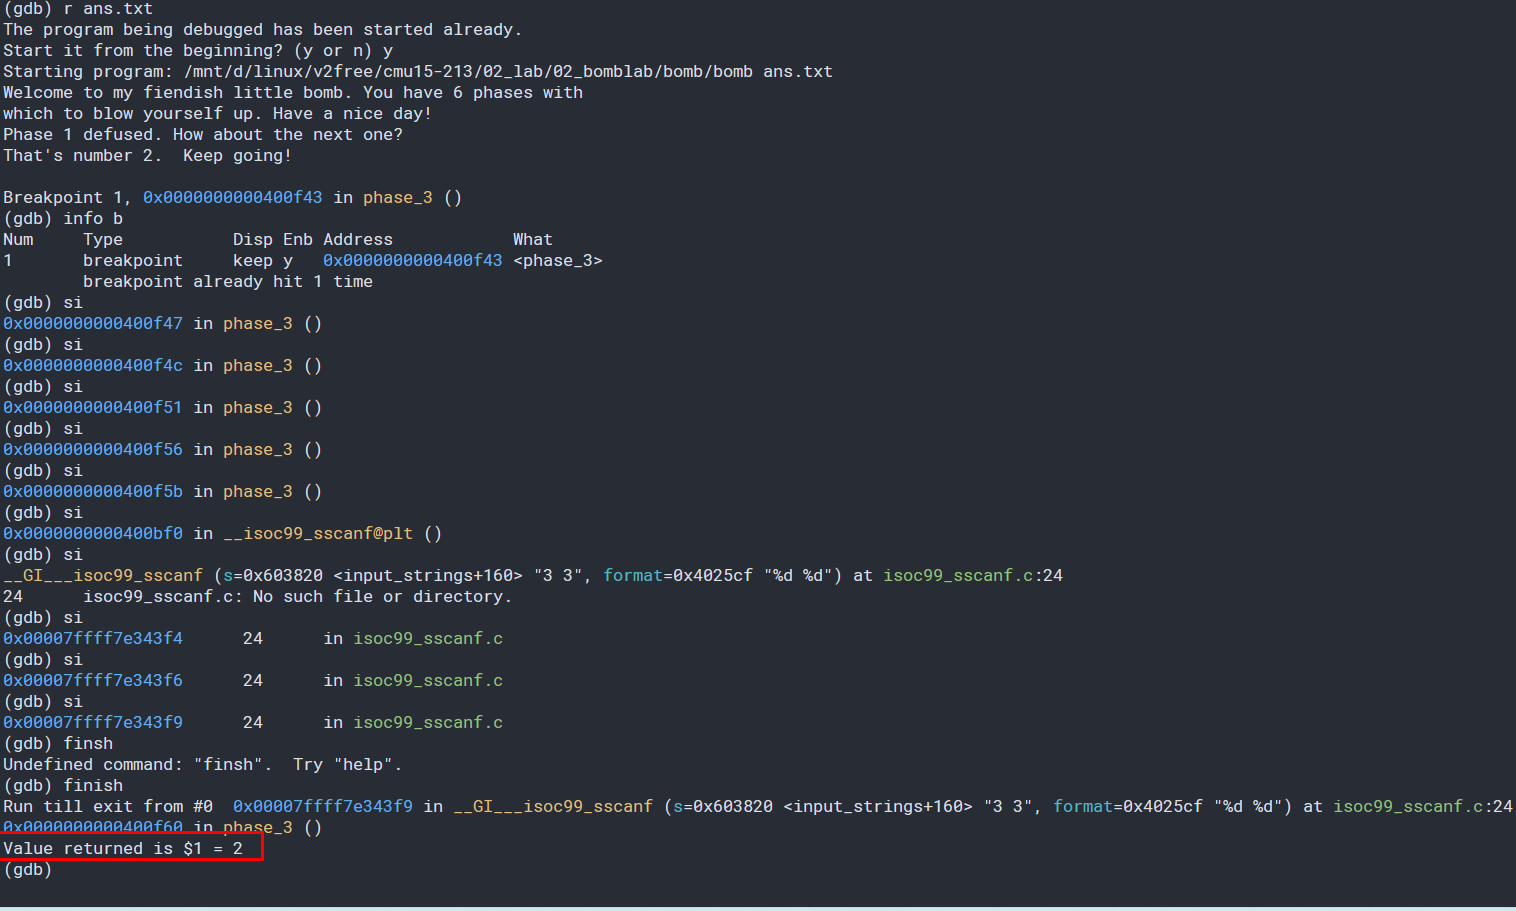 (gdb) r ans.txt
The program being debugged has been started already.
Start it from the beginning? (y or n) y
Starting program: /mnt/d/linux/v2free/cmu15-213/02_lab/02_bomblab/bomb/bomb ans.txt
Welcome to my fiendish little bomb. You have 6 phases with
which to blow yourself up. Have a nice day!
Phase 1 defused. How about the next one?
That's number 2.  Keep going!

Breakpoint 1, 0x0000000000400f43 in phase_3 ()
(gdb) info b
Num     Type           Disp Enb Address            What
1       breakpoint     keep y   0x0000000000400f43 <phase_3>
        breakpoint already hit 1 time
(gdb) si
0x0000000000400f47 in phase_3 ()
(gdb) si
0x0000000000400f4c in phase_3 ()
(gdb) si
0x0000000000400f51 in phase_3 ()
(gdb) si
0x0000000000400f56 in phase_3 ()
(gdb) si
0x0000000000400f5b in phase_3 ()
(gdb) si
0x0000000000400bf0 in __isoc99_sscanf@plt ()
(gdb) si
__GI___isoc99_sscanf (s=0x603820 <input_strings+160> "3 3", format=0x4025cf "%d %d") at isoc99_sscanf.c:24
24      isoc99_sscanf.c: No such file or directory.
(gdb) si
0x00007ffff7e343f4      24      in isoc99_sscanf.c
(gdb) si
0x00007ffff7e343f6      24      in isoc99_sscanf.c
(gdb) si
0x00007ffff7e343f9      24      in isoc99_sscanf.c
(gdb) finsh
Undefined command: "finsh".  Try "help".
(gdb) finish
Run till exit from #0  0x00007ffff7e343f9 in __GI___isoc99_sscanf (s=0x603820 <input_strings+160> "3 3", format=0x4025cf "%d %d") at isoc99_sscanf.c:24
0x0000000000400f60 in phase_3 ()
Value returned is $1 = 2
(gdb)